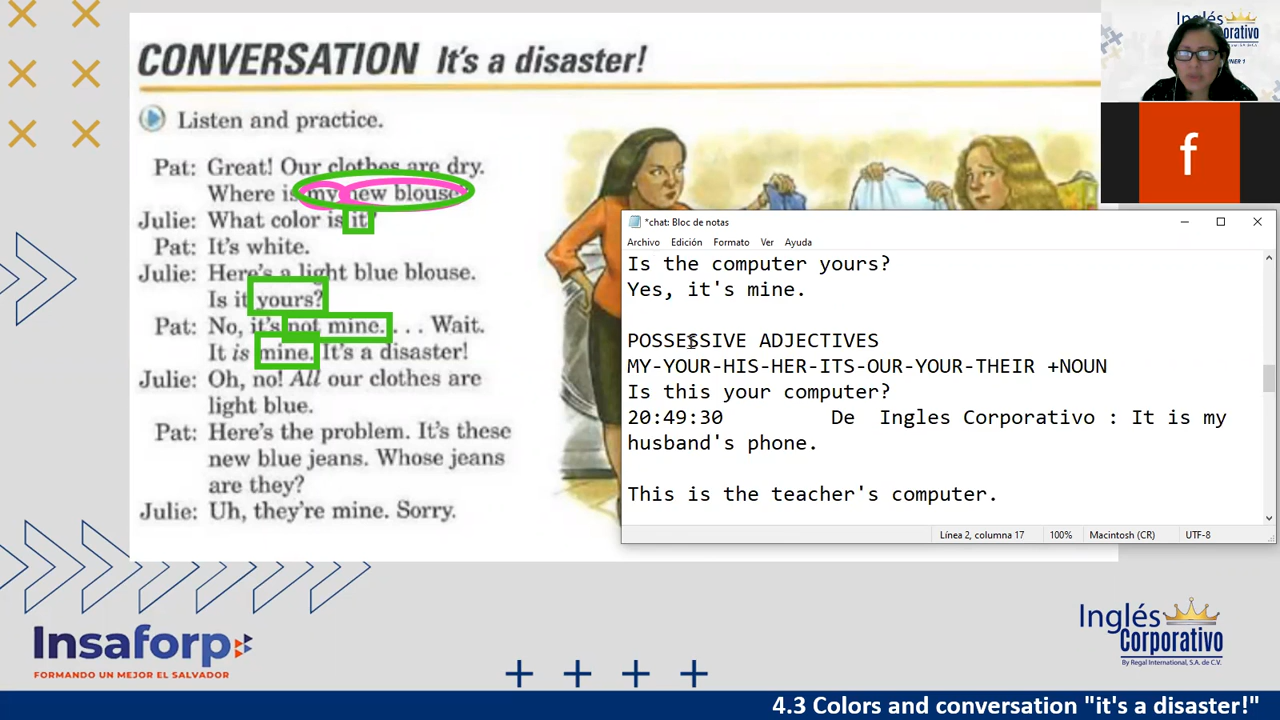 CONVERSATION It's a disaster!
Listen and practice.
Pat: Great! Our clothes are dry.
Where is my new blouse
Julie: What color is it?
Pat: It's white.
Julie: Here's a light blue blouse.
Is it yours?
Pat: No, it's not mine. . . . Wait.
It is mine. It's a disaster!
Julie: Oh, no! All our clothes are
light blue.
Pat: Here's the problem. It's these
new blue jeans. Whose jeans
are they?
Julie: Uh, they're mine. Sorry.
*chat: Bloc de notas
Archivo Edición Formato Ver Ayuda
Is the computer yours?
Yes, it's mine.
POSSESSIVE ADJECTIVES
MY-YOUR-HIS-HER-ITS-OUR-YOUR-THEIR +NOUN
Is this your computer?
20:49:30 De Ingles Corporativo : It is my
husband's phone.
This is the teacher's computer.
Línea 2, columna 17 100% Macintosh (CR) UTF-8
f
Insaforp
FORMANDO UN MEJOR EL SALVADOR
Inglés
Corporativo
By Regal International, S.A. de C.V.
4.3 Colors and conversation "it's a disaster!"